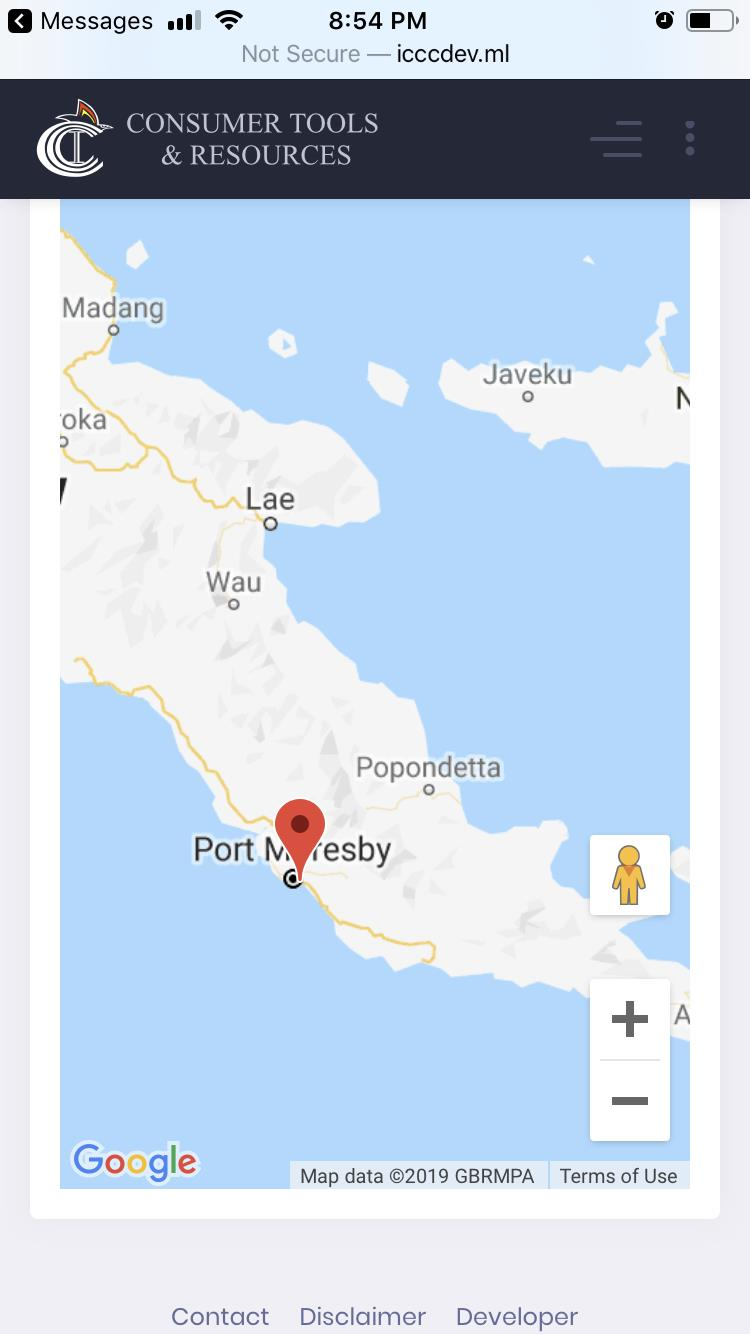 Messages
8:54 PM
Not Secure — icccdev.ml
CONSUMER TOOLS
& RESOURCES
Madang
Javeku
N
oka
Lae
Wau
Popondetta
Port M resby
A
Google
Map data ©2019 GBRMPA
Terms of Use
Contact
Disclaimer
Developer